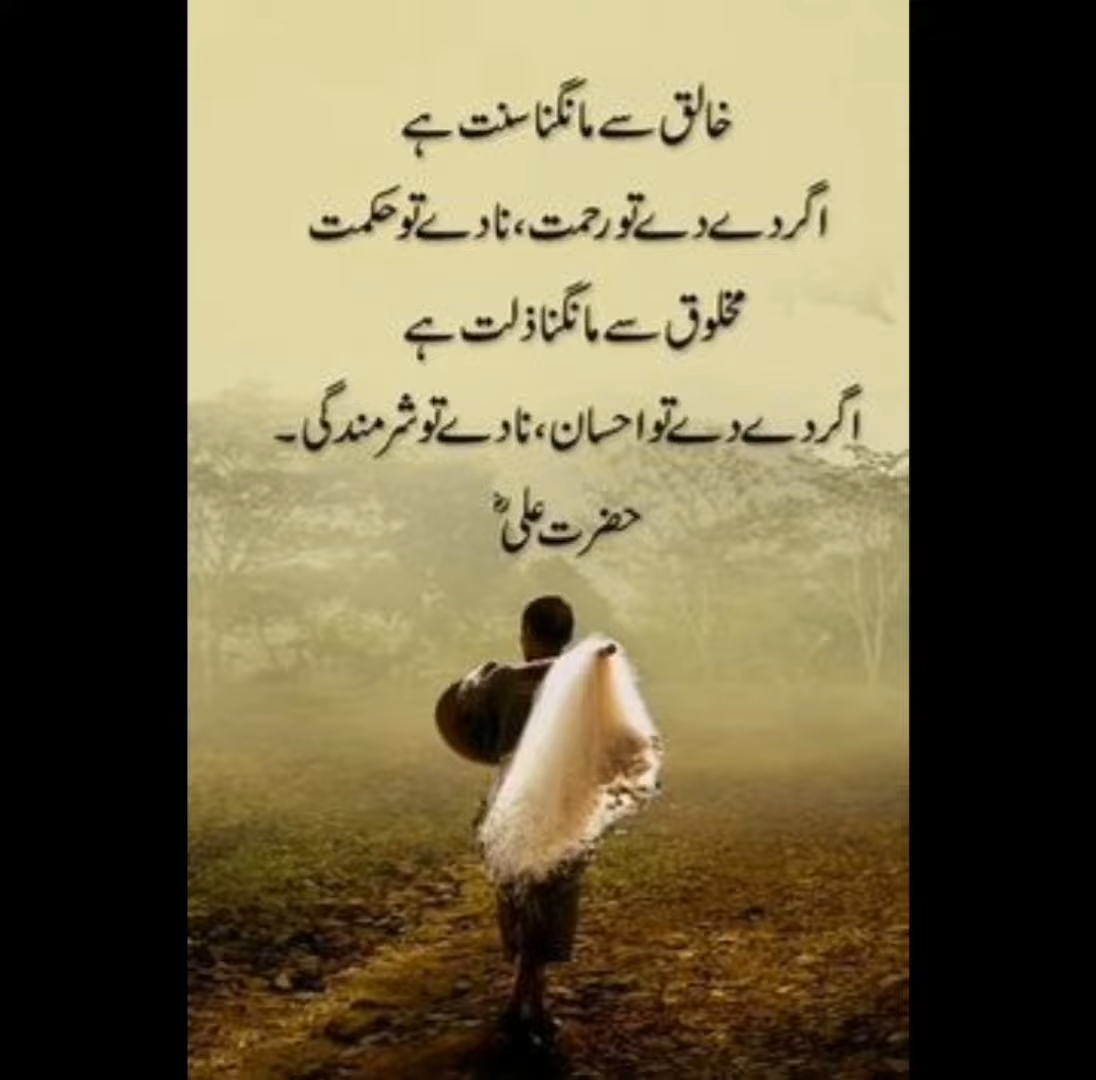 خالق سے مانگنا سنت ہے
اگر دے دے تو رحمت، نا دے تو حکمت
مخلوق سے مانگنا ذلت ہے
اگر دے دے تو احسان، نا دے تو شرمندگی۔
حضرت علیؓ